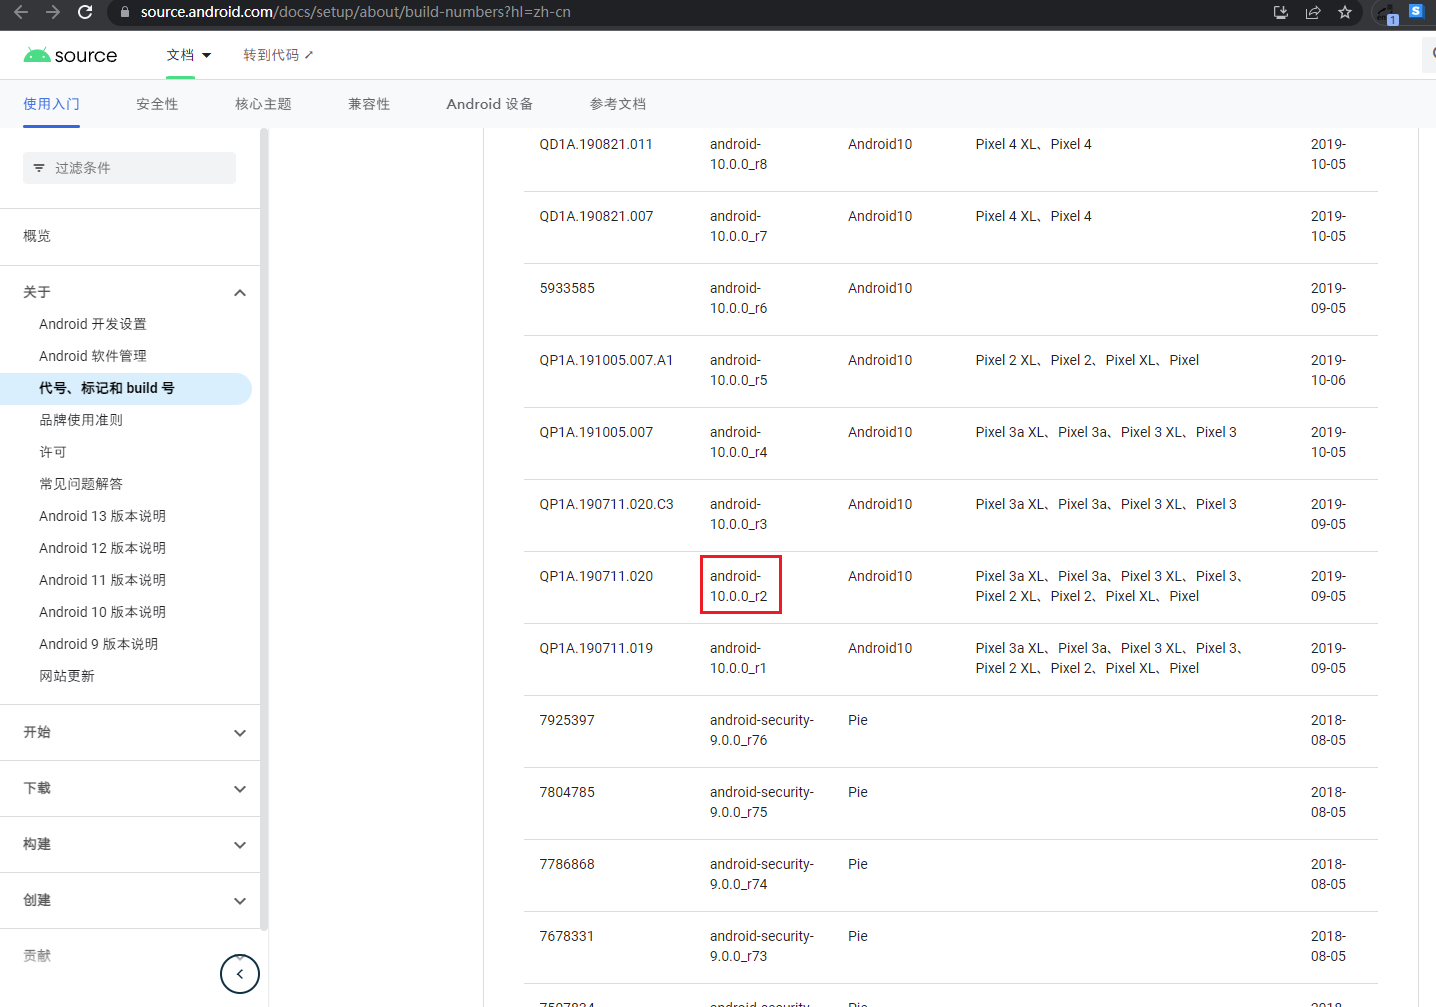 source.android.com/docs/setup/about/build-numbers?hl=zh-cn
1
S
source
文档
转到代码
使用入门
安全性
核心主题
兼容性
Android 设备
参考文档
过滤条件
概览
关于
Android 开发设置
Android 软件管理
代号、标记和 build 号
品牌使用准则
许可
常见问题解答
Android 13 版本说明
Android 12 版本说明
Android 11 版本说明
Android 10 版本说明
Android 9 版本说明
网站更新
开始
下载
构建
创建
贡献
QD1A.190821.011
android-
10.0.0_r8
Android10
Pixel 4 XL、Pixel 4
2019-
10-05
QD1A.190821.007
android-
10.0.0_r7
Android10
Pixel 4 XL、Pixel 4
2019-
10-05
5933585
android-
10.0.0_r6
Android10
2019-
09-05
QP1A.191005.007.A1
android-
10.0.0_r5
Android10
Pixel 2 XL、Pixel 2、Pixel XL、Pixel
2019-
10-06
QP1A.191005.007
android-
10.0.0_r4
Android10
Pixel 3a XL、Pixel 3a、Pixel 3 XL、Pixel 3
2019-
10-05
QP1A.190711.020.C3
android-
10.0.0_r3
Android10
Pixel 3a XL、Pixel 3a、Pixel 3 XL、Pixel 3
2019-
09-05
QP1A.190711.020
android-
10.0.0_r2
Android10
Pixel 3a XL、Pixel 3a、Pixel 3 XL、Pixel 3、
Pixel 2 XL、Pixel 2、Pixel XL、Pixel
2019-
09-05
QP1A.190711.019
android-
10.0.0_r1
Android10
Pixel 3a XL、Pixel 3a、Pixel 3 XL、Pixel 3、
Pixel 2 XL、Pixel 2、Pixel XL、Pixel
2019-
09-05
7925397
android-security-
9.0.0_r76
Pie
2018-
08-05
7804785
android-security-
9.0.0_r75
Pie
2018-
08-05
7786868
android-security-
9.0.0_r74
Pie
2018-
08-05
7678331
android-security-
9.0.0_r73
Pie
2018-
08-05